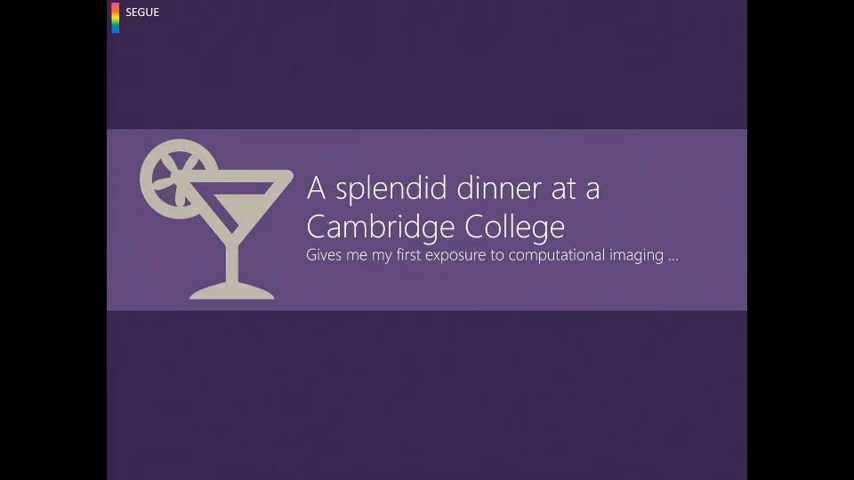 SEGUE
A splendid dinner at a
Cambridge College
Gives me my first exposure to computational imaging ...